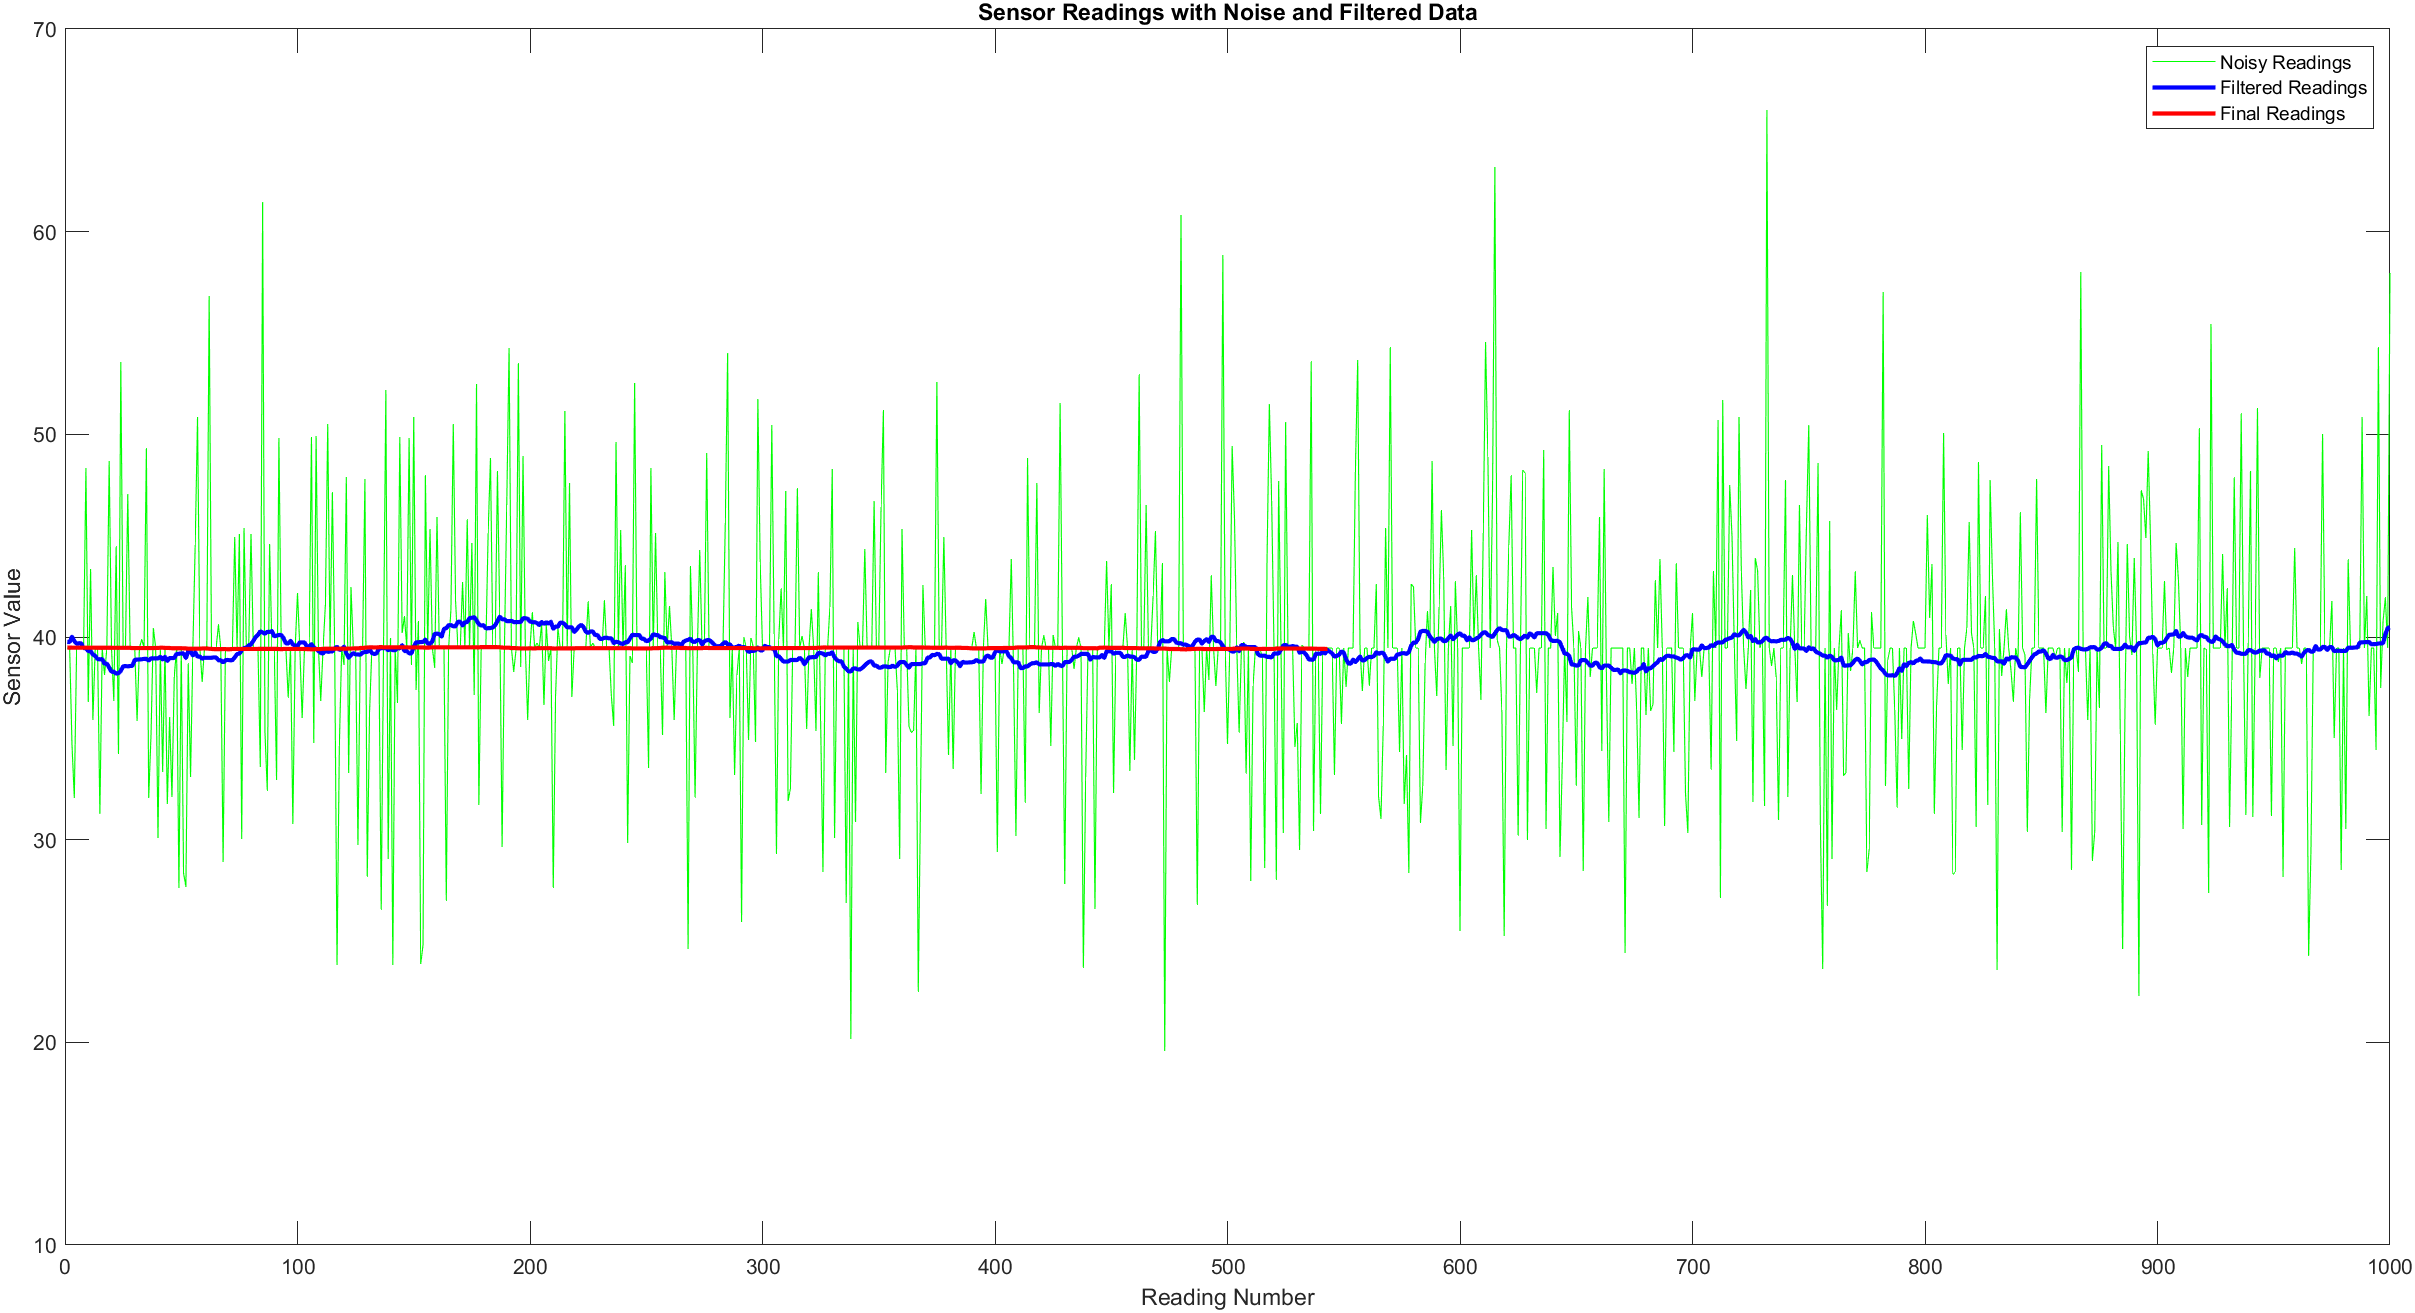 Sensor Readings with Noise and Filtered Data
70
60
50
40
30
20
10
Sensor Value
Noisy Readings
Filtered Readings
Final Readings
0 100 200 300 400 500 600 700 800 900 1000
Reading Number